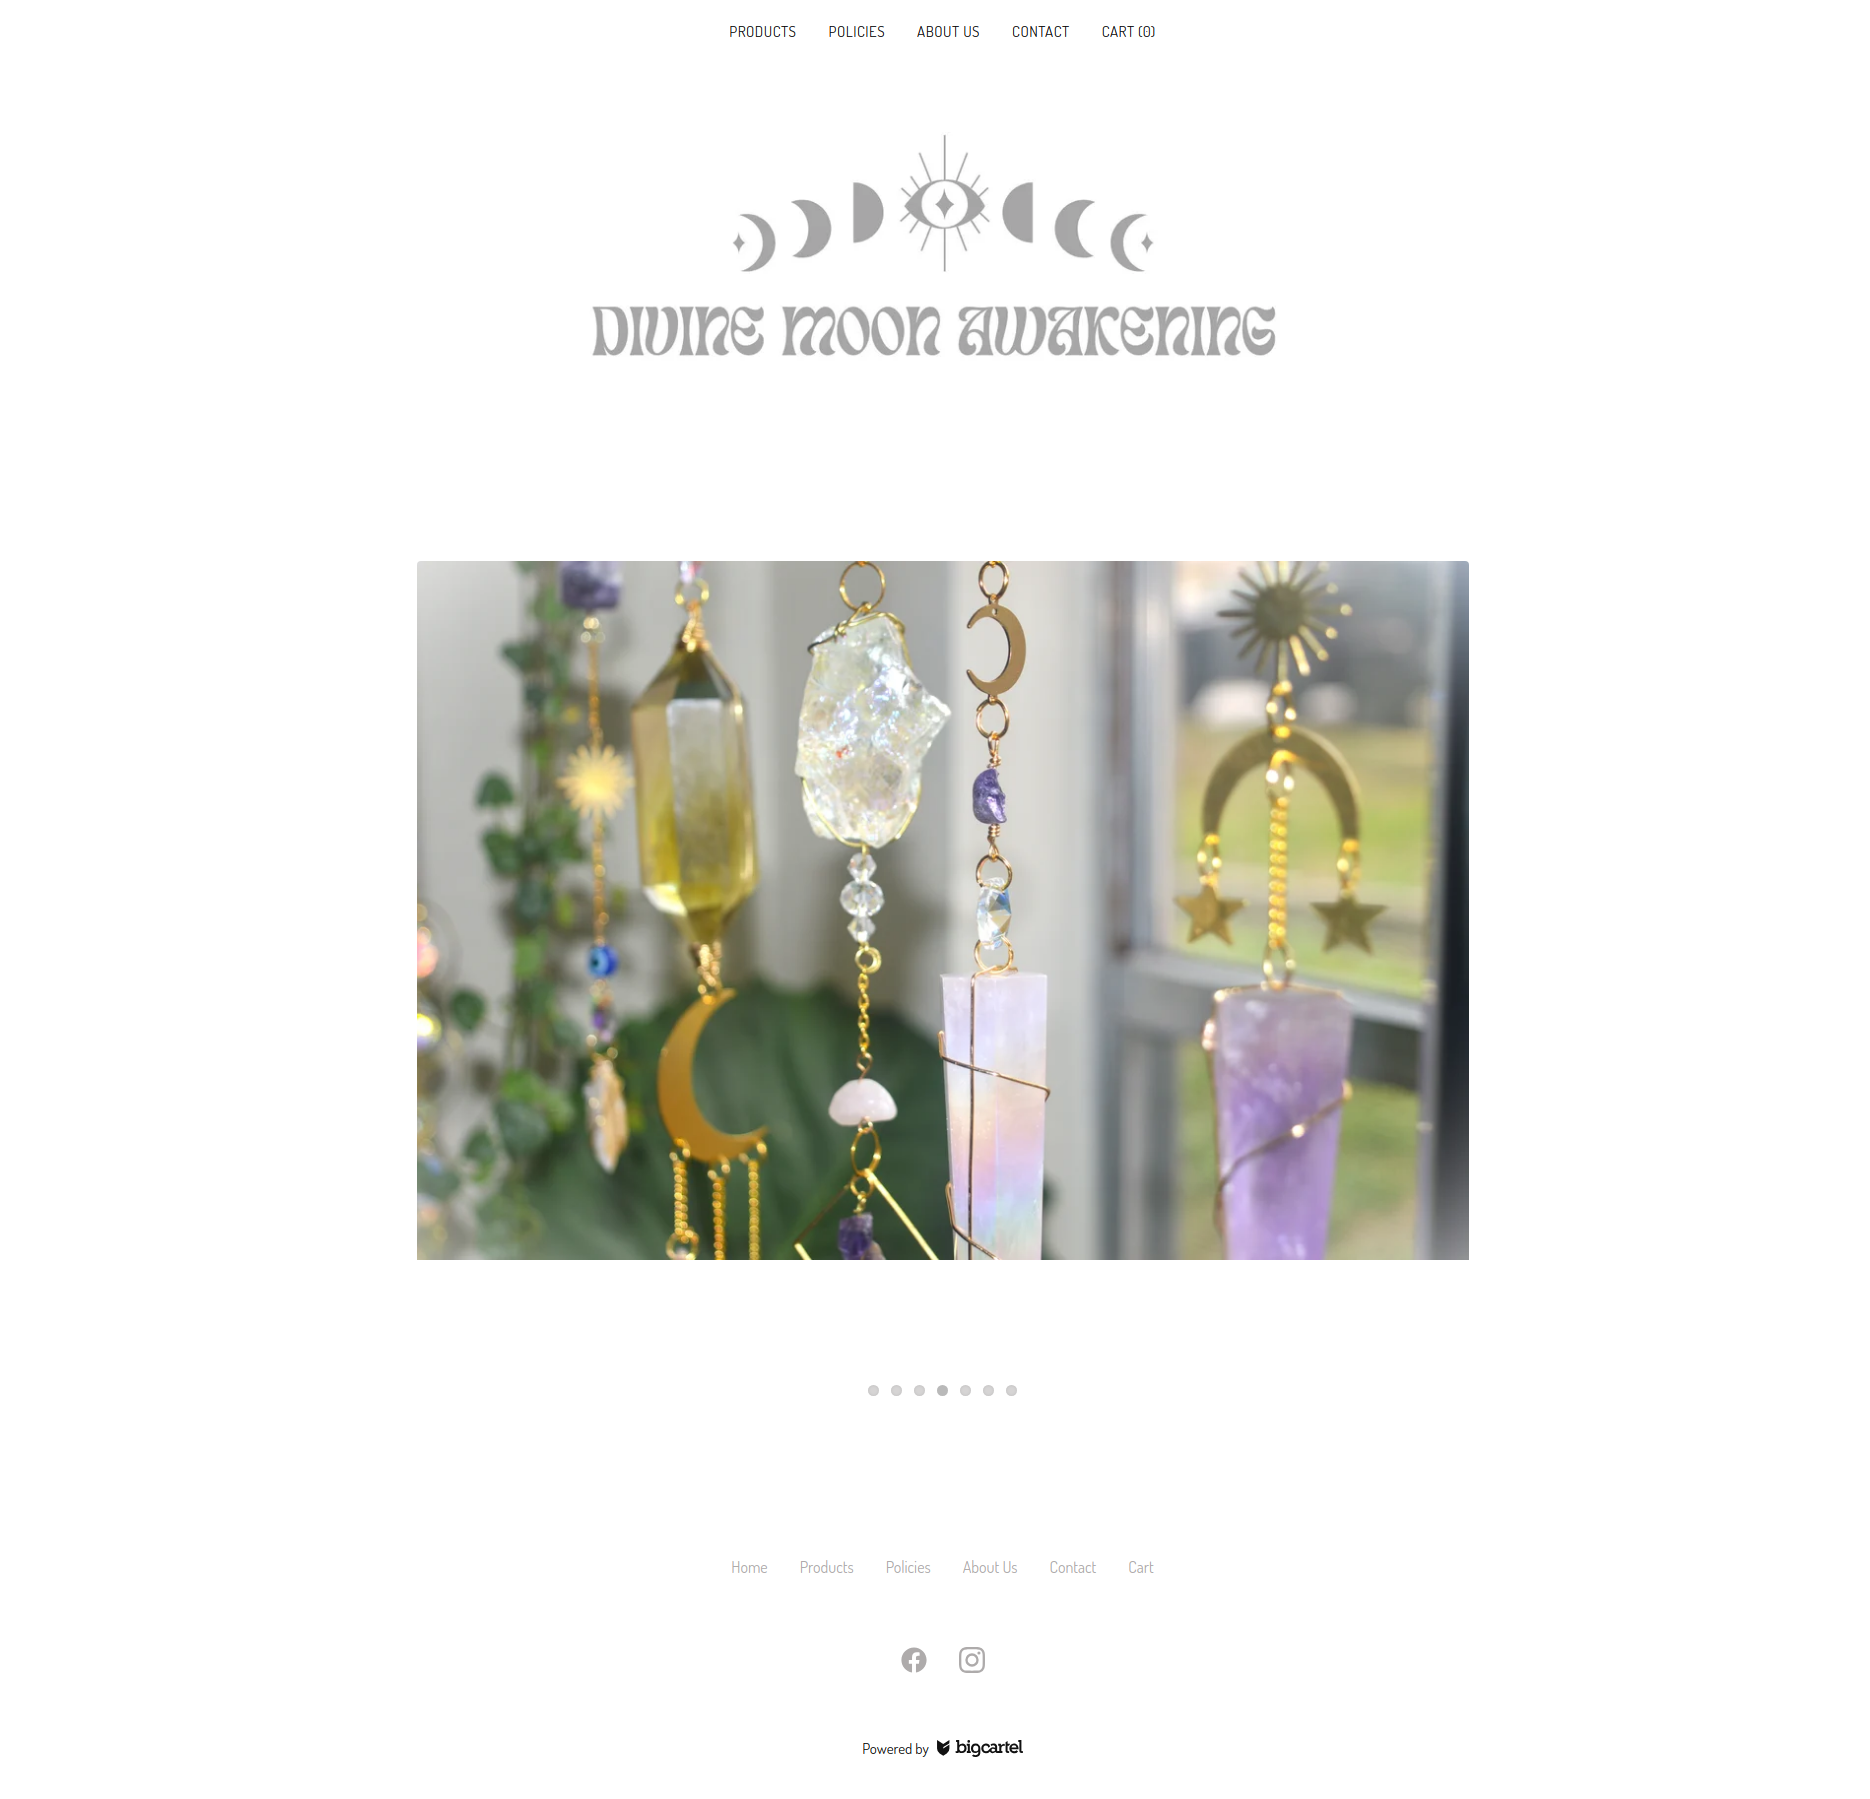 PRODUCTS POLICIES ABOUT US CONTACT CART (0)
DIVINE MOON AWAKENING
Home Products Policies About Us Contact Cart
Powered by bigcartel